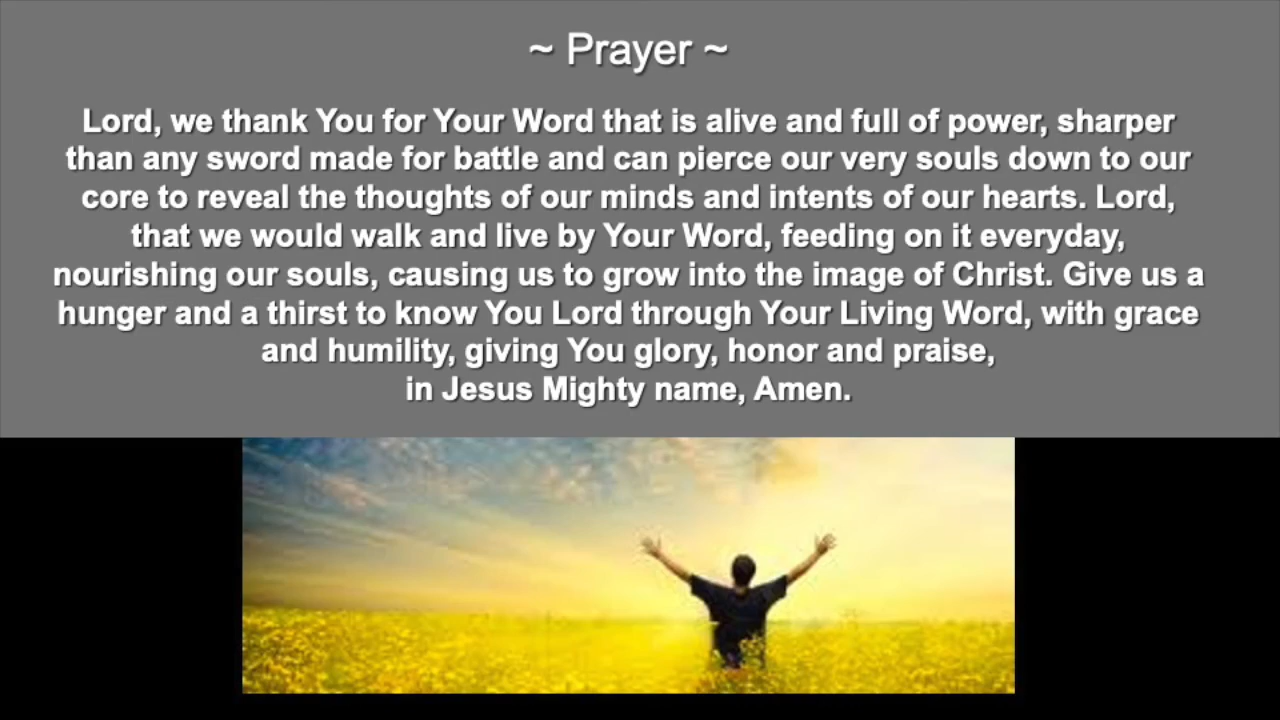 ~ Prayer ~
Lord, we thank You for Your Word that is alive and full of power, sharper
than any sword made for battle and can pierce our very souls down to our
core to reveal the thoughts of our minds and intents of our hearts. Lord,
that we would walk and live by Your Word, feeding on it everyday,
nourishing our souls, causing us to grow into the image of Christ. Give us a
hunger and a thirst to know You Lord through Your Living Word, with grace
and humility, giving You glory, honor and praise,
in Jesus Mighty name, Amen.